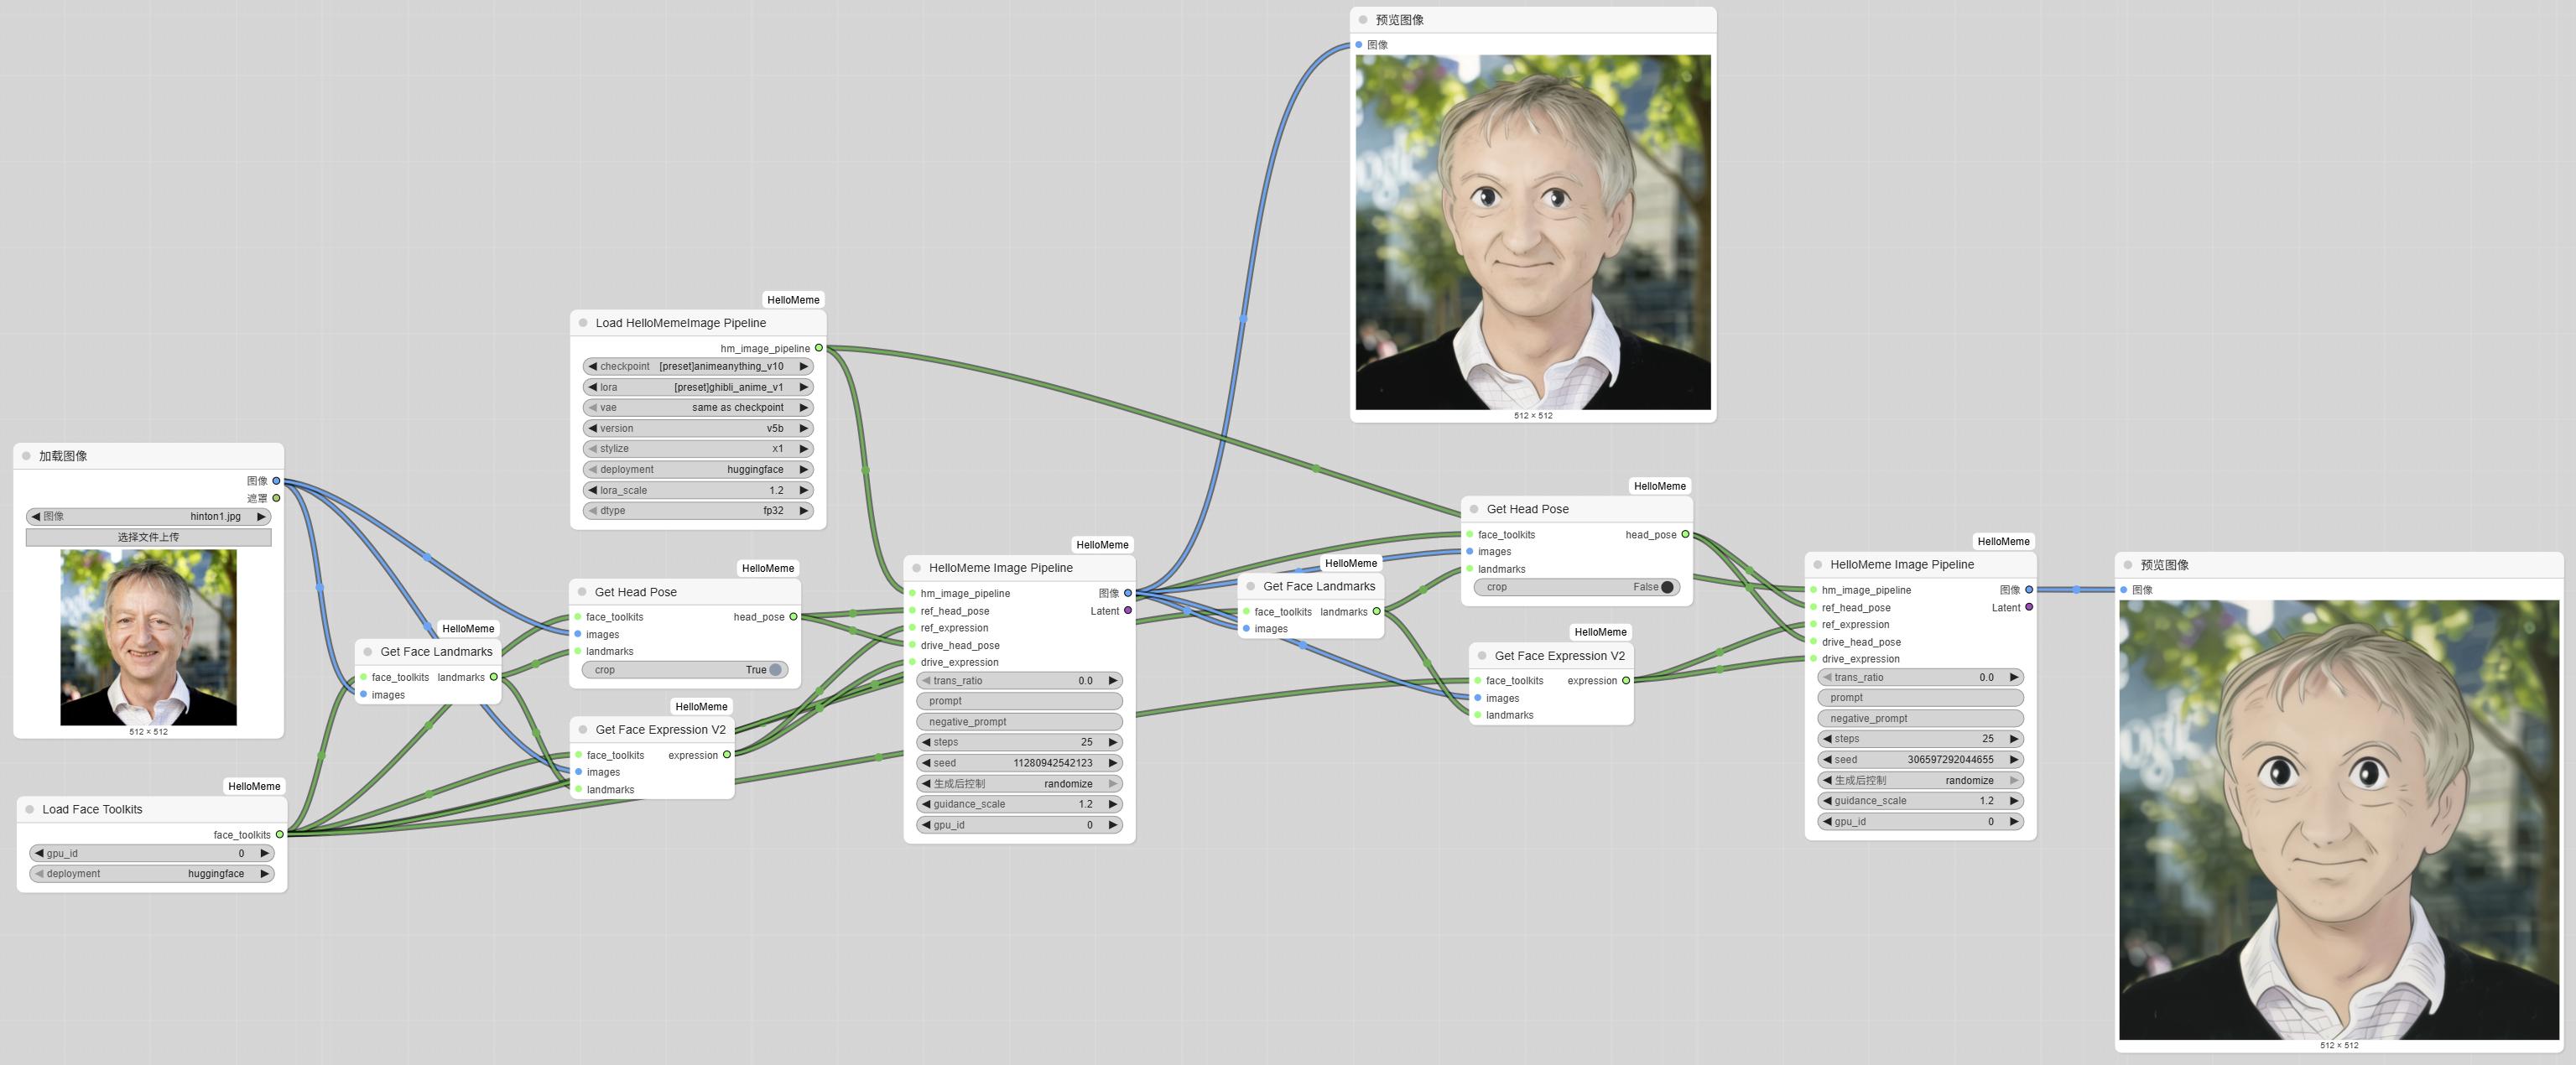 预览图像
图像
512 × 512
HelloMeme
Load HelloMemeImage Pipeline
hm_image_pipeline
checkpoint [preset]animeanything_v10
lora [preset]ghibli_anime_v1
vae same as checkpoint
version v5b
stylize x1
deployment huggingface
lora_scale 1.2
dtype fp32
加载图像
图像
遮罩
图像 hinton1.jpg
选择文件上传
512 × 512
HelloMeme
Load Face Toolkits
face_toolkits
gpu_id 0
deployment huggingface
HelloMeme
Get Face Landmarks
face_toolkits landmarks
images
HelloMeme
Get Head Pose
face_toolkits head_pose
images
landmarks
crop True
HelloMeme
Get Face Expression V2
face_toolkits expression
images
landmarks
HelloMeme
HelloMeme Image Pipeline
hm_image_pipeline 图像
ref_head_pose Latent
ref_expression
drive_head_pose
drive_expression
trans_ratio 0.0
prompt
negative_prompt
steps 25
seed 11280942542123
生成后控制 randomize
guidance_scale 1.2
gpu_id 0
HelloMeme
Get Face Landmarks
face_toolkits landmarks
images
HelloMeme
Get Head Pose
face_toolkits head_pose
images
landmarks
crop False
HelloMeme
Get Face Expression V2
face_toolkits expression
images
landmarks
HelloMeme
HelloMeme Image Pipeline
hm_image_pipeline 图像
ref_head_pose Latent
ref_expression
drive_head_pose
drive_expression
trans_ratio 0.0
prompt
negative_prompt
steps 25
seed 306597292044655
生成后控制 randomize
guidance_scale 1.2
gpu_id 0
预览图像
图像
512 × 512